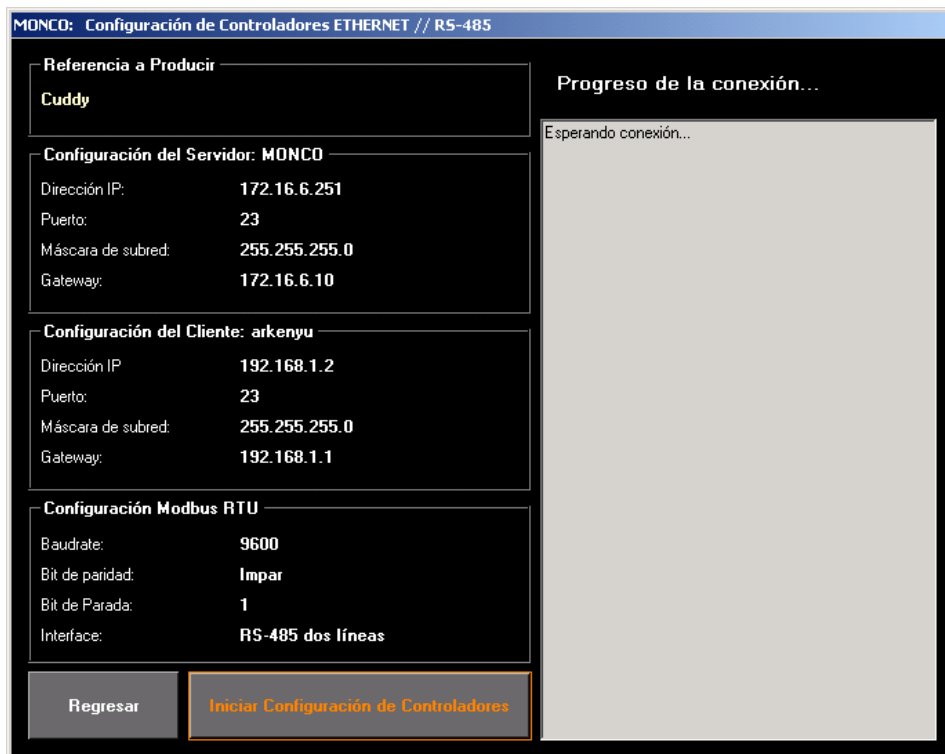 MONCO: Configuración de Controladores ETHERNET // RS-485
Referencia a Producir
Cuddy
Configuración del Servidor: MONCO
Dirección IP: 172.16.6.251
Puerto: 23
Máscara de subred: 255.255.255.0
Gateway: 172.16.6.10
Configuración del Cliente: arkenyu
Dirección IP 192.168.1.2
Puerto: 23
Máscara de subred: 255.255.255.0
Gateway: 192.168.1.1
Configuración Modbus RTU
Baudrate: 9600
Bit de paridad: Impar
Bit de Parada: 1
Interface: RS-485 dos líneas
Regresar
Iniciar Configuración de Controladores
Progreso de la conexión...
Esperando conexión...